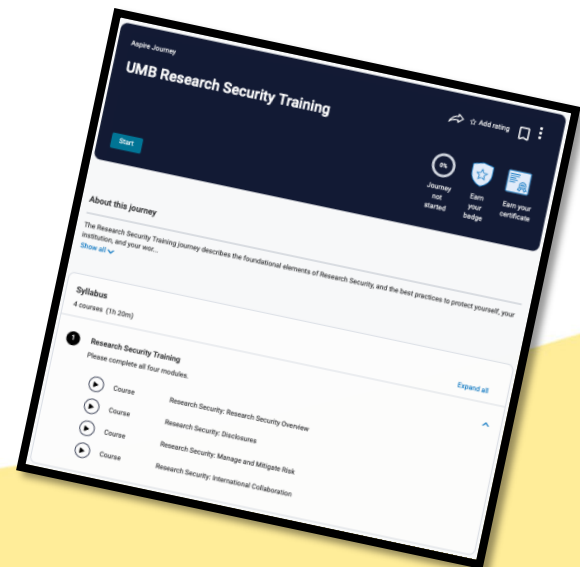 Aspire Journey
UMB Research Security Training
Add rating
Start
0%
Journey
not
started
Earn
your
badge
Earn your
certificate
About this journey
The Research Security Training journey describes the foundational elements of Research Security, and the best practices to protect yourself, your
institution, and your wor...
Show all
Syllabus
4 courses (1h 20m)
Expand all
1
Research Security Training
Please complete all four modules.
Course Research Security: Research Security Overview
Course Research Security: Disclosures
Course Research Security: Manage and Mitigate Risk
Course Research Security: International Collaboration